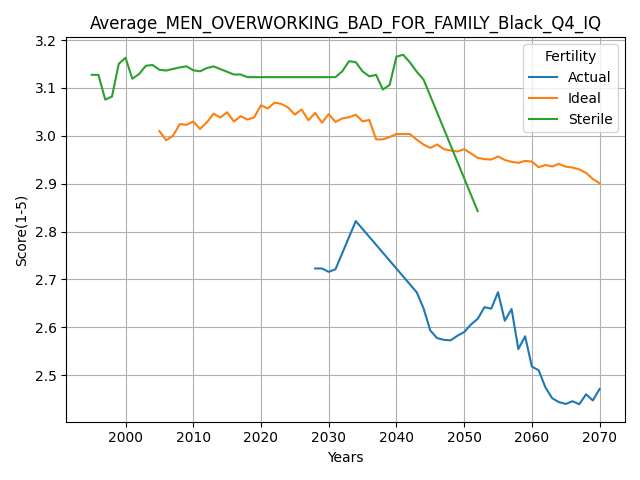 Average_MEN_OVERWORKING_BAD_FOR_FAMILY_Black_Q4_IQ
3.2
3.1
3.0
2.9
2.8
2.7
2.6
2.5
Score(1-5)
Fertility
Actual
Ideal
Sterile
2000 2010 2020 2030 2040 2050 2060 2070
Years